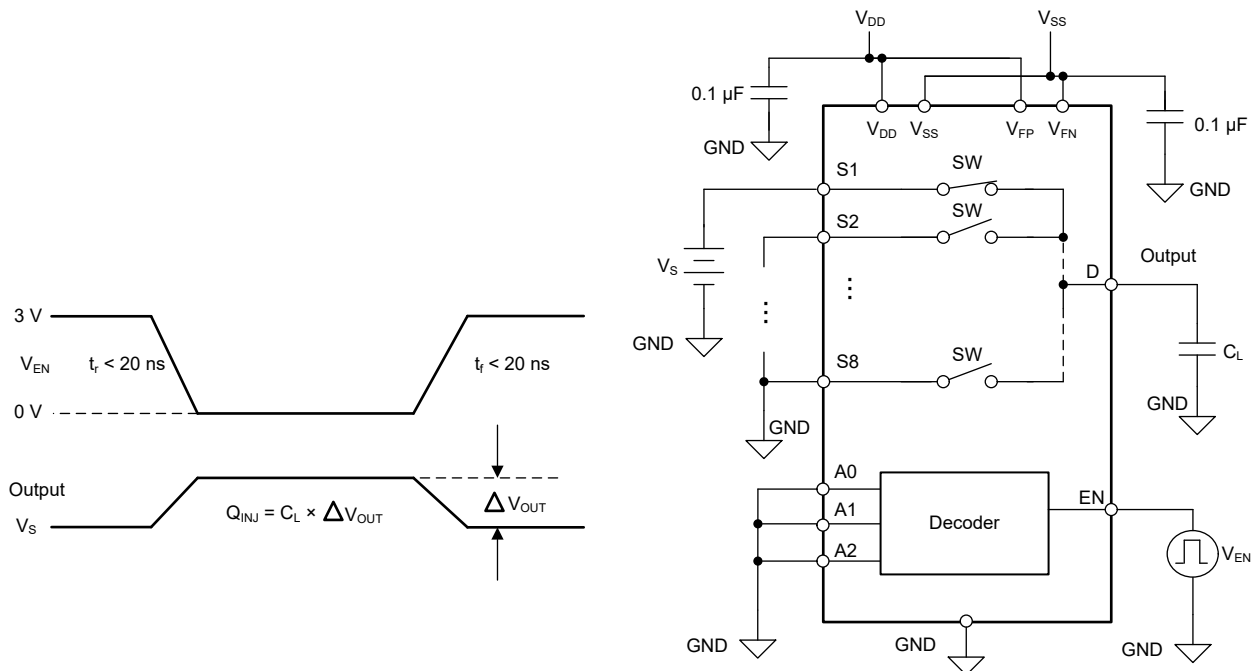 3 V
V_EN
0 V
t_r < 20 ns
t_f < 20 ns
Output
V_S
Q_INJ = C_L × Δ V_OUT
Δ V_OUT
V_DD
V_SS
0.1 µF
GND
V_DD
V_SS
V_FP
V_FN
0.1 µF
GND
S1
SW
S2
SW
V_S
...
...
GND
Output
D
S8
SW
C_L
GND
GND
A0
A1
A2
Decoder
EN
V_EN
GND
GND
GND